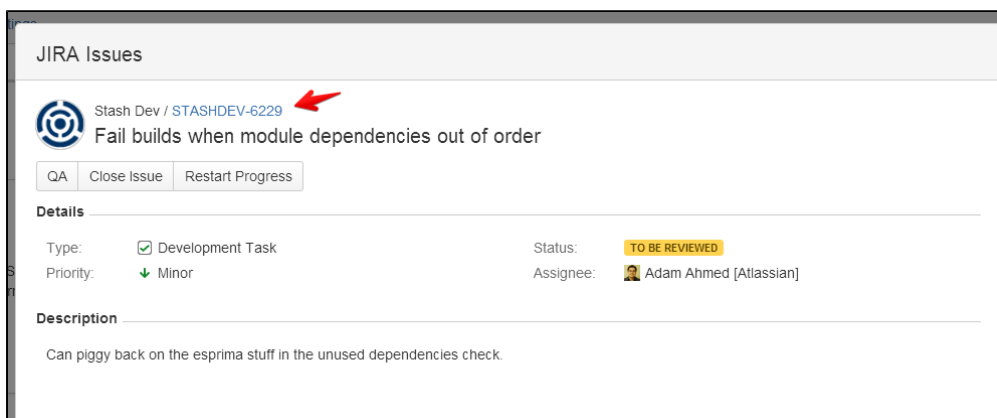 JIRA Issues
Stash Dev / STASHDEV-6229
Fail builds when module dependencies out of order
QA Close Issue Restart Progress
Details
Type: Development Task Status: TO BE REVIEWED
Priority: Minor Assignee: Adam Ahmed [Atlassian]
Description
Can piggy back on the esprima stuff in the unused dependencies check.